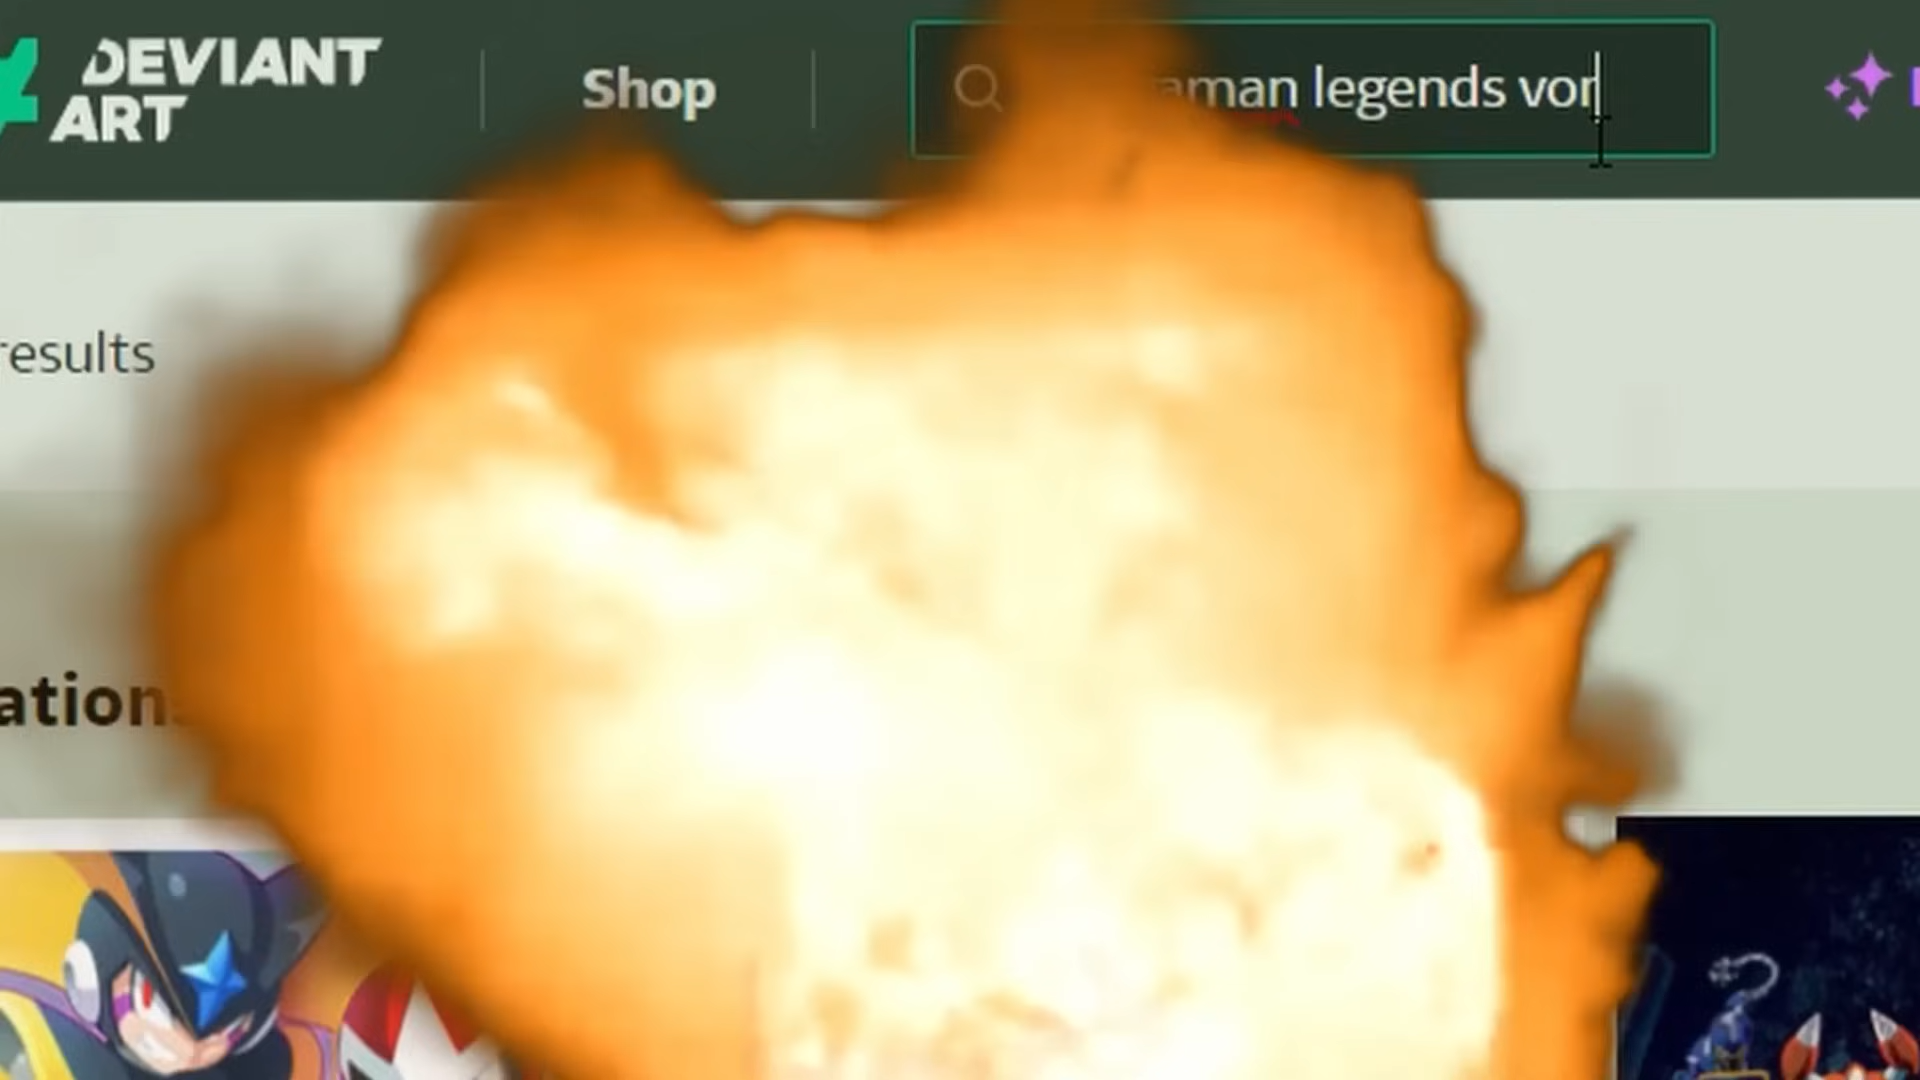 DEVIANT
ART
Shop
aman legends vor
results
ation